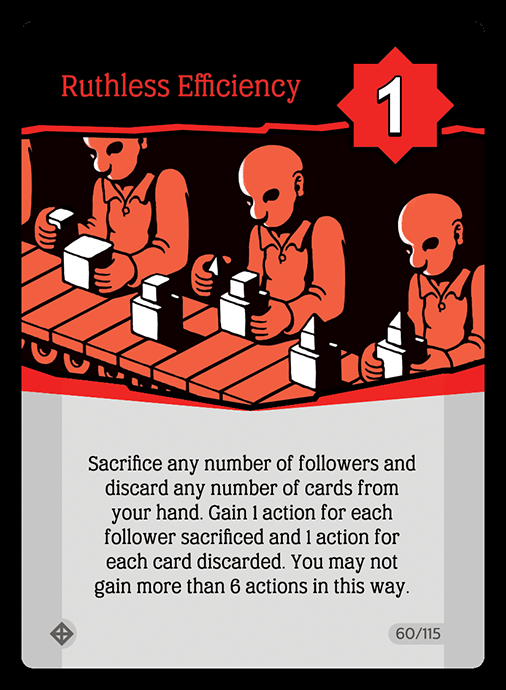 Ruthless Efficiency
1
Sacrifice any number of followers and
discard any number of cards from
your hand. Gain 1 action for each
follower sacrificed and 1 action for
each card discarded. You may not
gain more than 6 actions in this way.
60/115